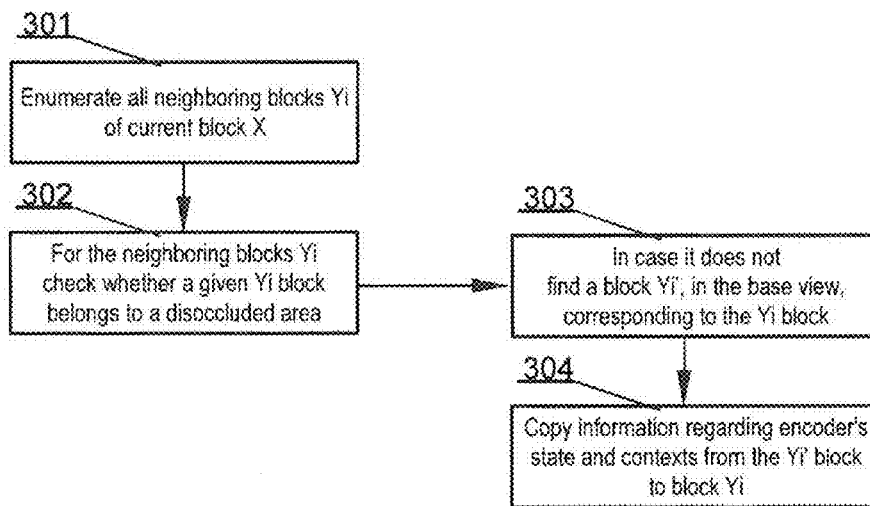 301
Enumerate all neighboring blocks Yi
of current block X
302
For the neighboring blocks Yi
check whether a given Yi block
belongs to a disoccluded area
303
In case it does not
find a block Yi', in the base view,
corresponding to the Yi block
304
Copy information regarding encoder's
state and contexts from the Yi' block
to block Yi